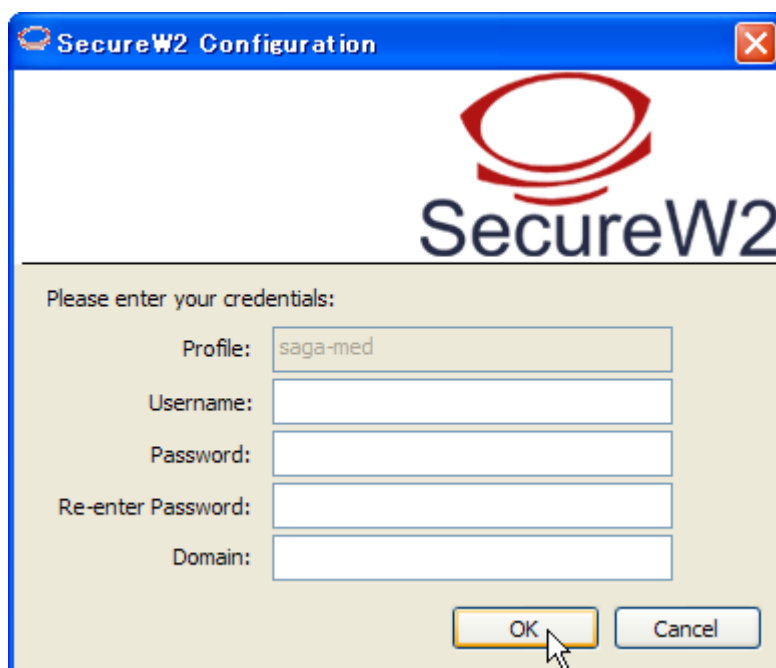 SecureW2 Configuration
SecureW2
Please enter your credentials:
Profile: saga-med
Username:
Password:
Re-enter Password:
Domain:
OK Cancel